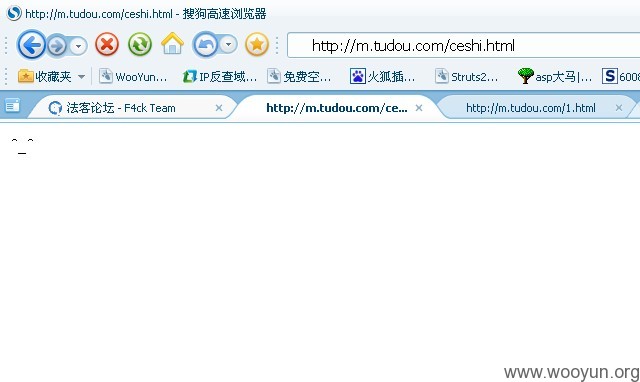 http://m.tudou.com/ceshi.html - 搜狗高速浏览器
http://m.tudou.com/ceshi.html
收藏夹 WooYun... IP反查域... 免费空... 火狐插... Struts2... asp大马| ... 6008
法客论坛 - F4ck Team http://m.tudou.com/ce... http://m.tudou.com/1.html
^_^
www.wooyun.org